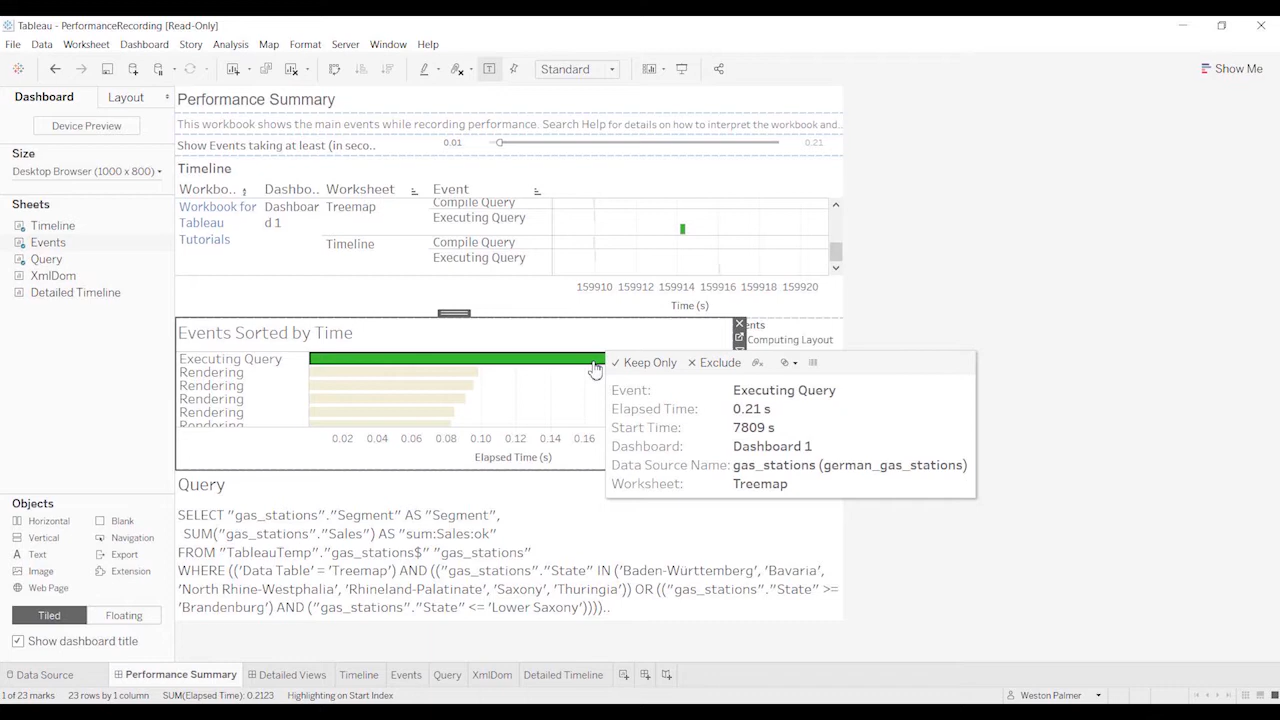 Tableau - PerformanceRecording [Read-Only]
File Data Worksheet Dashboard Story Analysis Map Format Server Window Help
Standard
Show Me
Dashboard Layout
Device Preview
Size
Desktop Browser (1000 x 800)
Sheets
Timeline
Events
Query
XmlDom
Detailed Timeline
Objects
Horizontal Blank
Vertical Navigation
Text Export
Image Extension
Web Page
Tiled Floating
Show dashboard title
Performance Summary
This workbook shows the main events while recording performance. Search Help for details on how to interpret the workbook and..
Show Events taking at least (in seco.. 0.01 0.21
Timeline
Workbo.. Dashbo.. Worksheet Event
Workbook for Tableau Tutorials
Dashboar d 1
Treemap Compile Query
Executing Query
Timeline Compile Query
Executing Query
159910 159912 159914 159916 159918 159920
Time (s)
Events Sorted by Time
Executing Query
Rendering
Rendering
Rendering
Rendering
Rendering
0.02 0.04 0.06 0.08 0.10 0.12 0.14 0.16
Elapsed Time (s)
ents
Computing Layout
Keep Only Exclude
Event: Executing Query
Elapsed Time: 0.21 s
Start Time: 7809 s
Dashboard: Dashboard 1
Data Source Name: gas_stations (german_gas_stations)
Worksheet: Treemap
Query
SELECT "gas_stations"."Segment" AS "Segment",
SUM("gas_stations"."Sales") AS "sum:Sales:ok"
FROM "TableauTemp"."gas_stations$" "gas_stations"
WHERE (('Data Table' = 'Treemap') AND (("gas_stations"."State" IN ('Baden-Württemberg', 'Bavaria',
'North Rhine-Westphalia', 'Rhineland-Palatinate', 'Saxony', 'Thuringia')) OR (("gas_stations"."State" >=
'Brandenburg') AND ("gas_stations"."State" <= 'Lower Saxony'))))..
Data Source Performance Summary Detailed Views Timeline Events Query XmlDom Detailed Timeline
1 of 23 marks 23 rows by 1 column SUM(Elapsed Time): 0.2123 Highlighting on Start Index
Weston Palmer